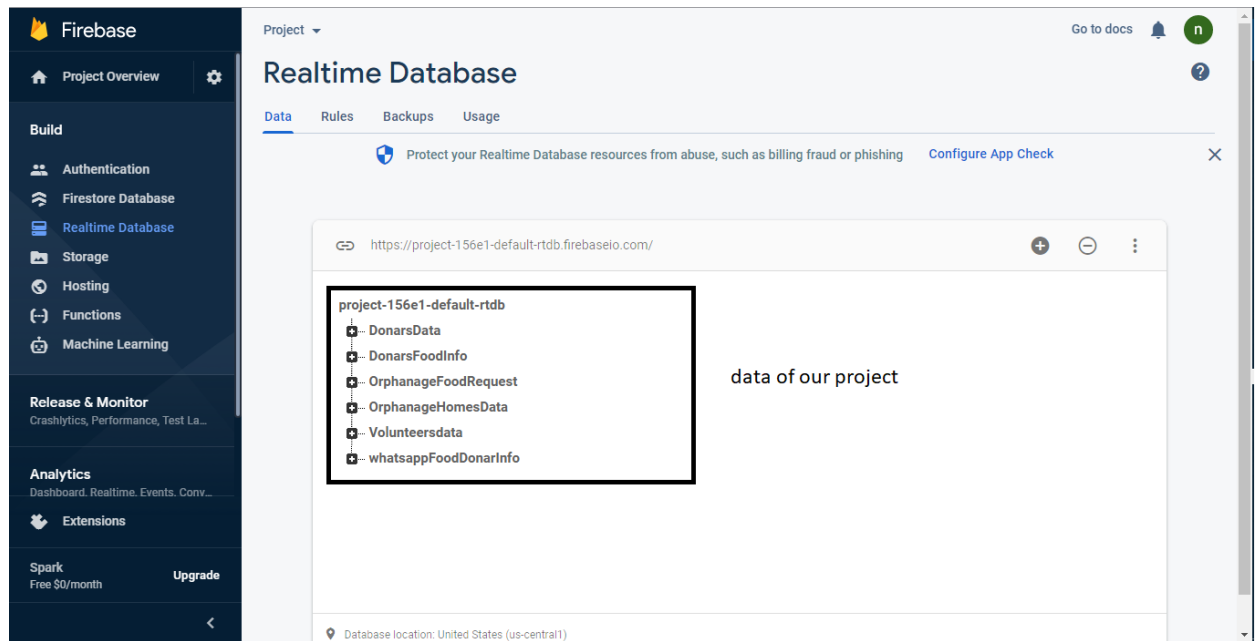 Firebase
Project Overview
Build
Authentication
Firestore Database
Realtime Database
Storage
Hosting
Functions
Machine Learning
Release & Monitor
Crashlytics, Performance, Test La...
Analytics
Dashboard, Realtime, Events, Conv...
Extensions
Spark
Free $0/month
Upgrade
Project
Go to docs
n
Realtime Database
Data Rules Backups Usage
Protect your Realtime Database resources from abuse, such as billing fraud or phishing Configure App Check
https://project-156e1-default-rtdb.firebaseio.com/
project-156e1-default-rtdb
DonarsData
DonarsFoodInfo
OrphanageFoodRequest
OrphanageHomesData
Volunteersdata
whatsappFoodDonarInfo
data of our project
Database location: United States (us-central1)